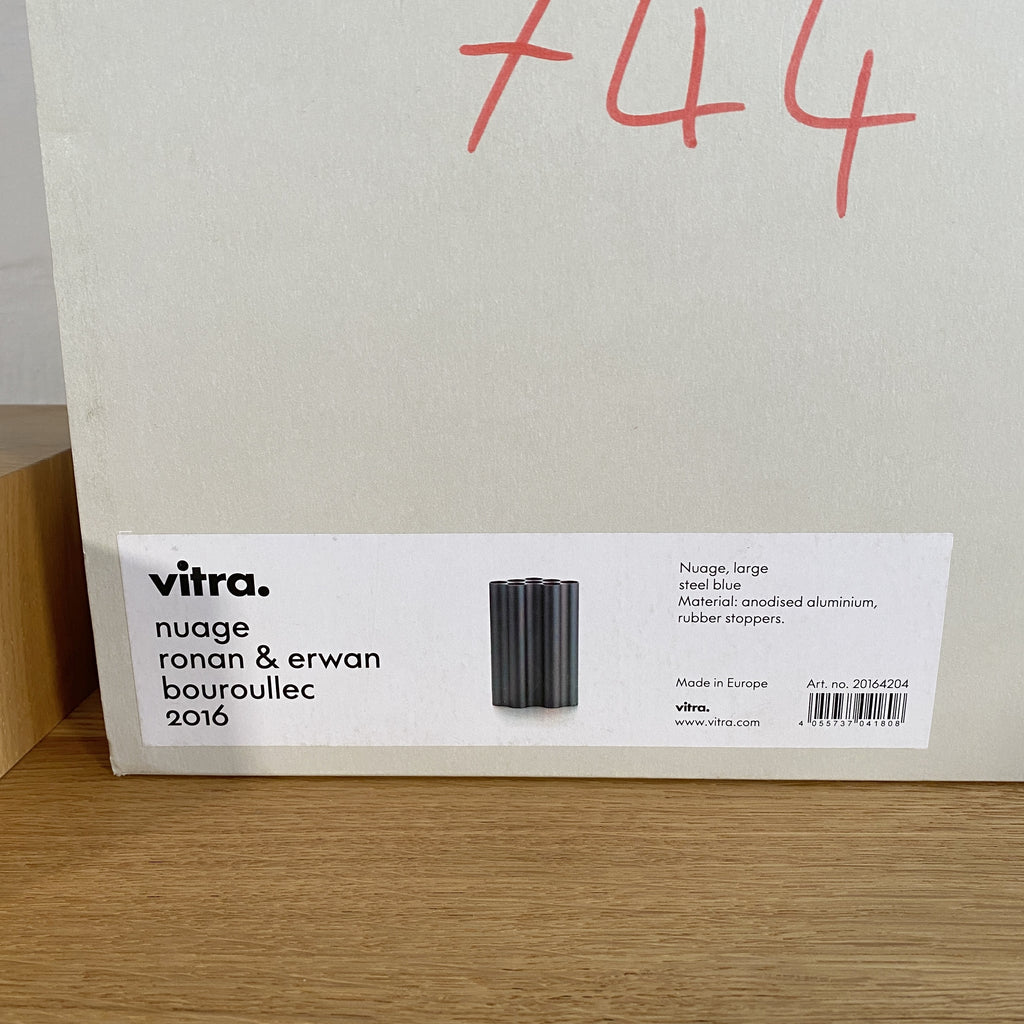 744
vitra.
nuage
ronan & erwan
bouroullec
2016
Nuage, large
steel blue
Material: anodised aluminium,
rubber stoppers.
Made in Europe
Art. no. 20164204
vitra.
www.vitra.com
4 055737 041808